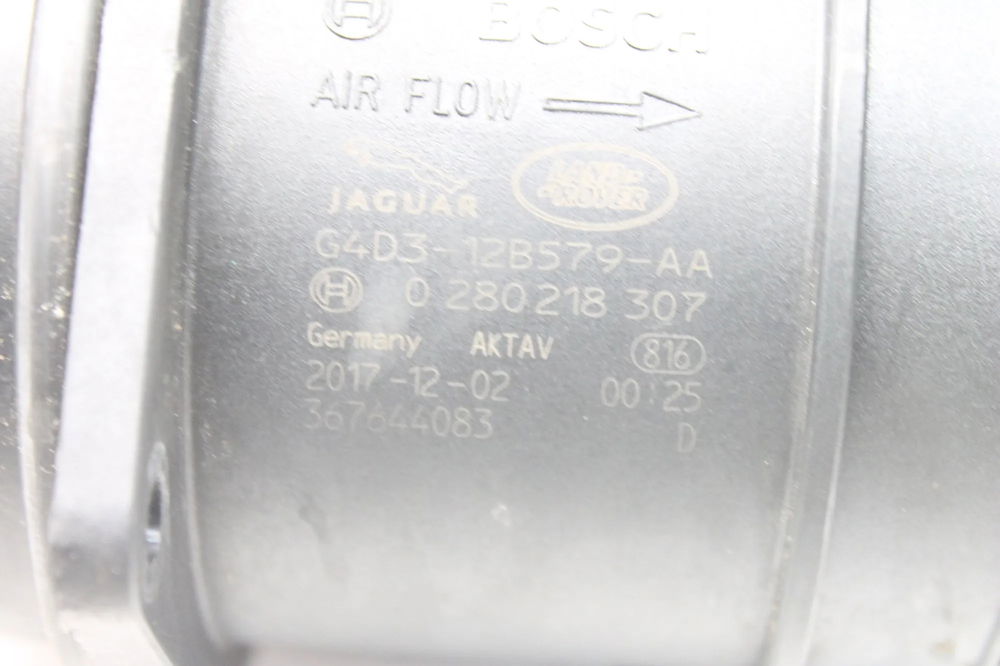 BOSCH
AIR FLOW
JAGUAR LAND ROVER
G4D3-12B579-AA
0 280 218 307
Germany AKTAV 816
2017-12-02 00:25
367644083 D